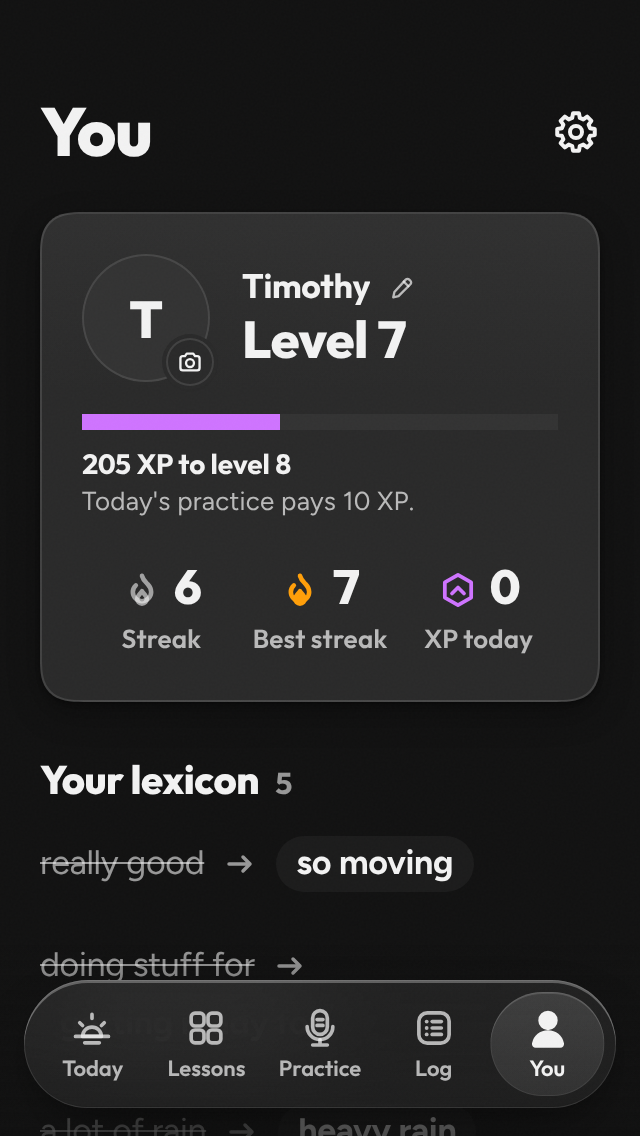 You
T
Timothy
Level 7
205 XP to level 8
Today's practice pays 10 XP.
6
7
0
Streak
Best streak
XP today
Your lexicon 5
really good → so moving
doing stuff for →
Today
Lessons
Practice
Log
You
a lot of rain → heavy rain